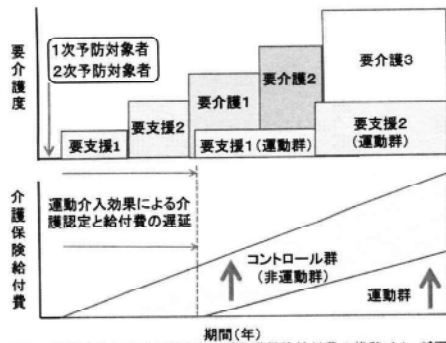 要介護度
1次予防対象者
2次予防対象者
要支援1
要支援2
要介護1
要介護2
要介護3
要支援1(運動群)
要支援2
(運動群)
介護保険給付費
運動介入効果による介
護認定と給付費の遅延
コントロール群
(非運動群)
運動群
期間(年)